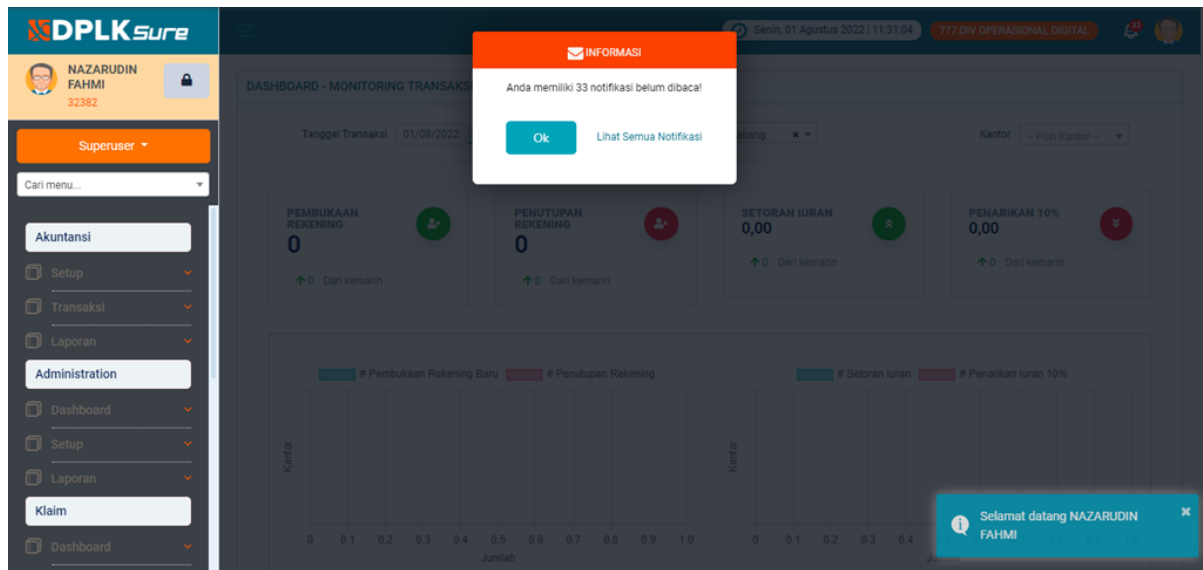 DPLKSure
NAZARUDIN
FAHMI
32382
Superuser
Cari menu...
Akuntansi
Setup
Transaksi
Laporan
Administration
Dashboard
Setup
Laporan
Klaim
Dashboard
Senin, 01 Agustus 2022 | 11:31:04
777:DIV OPERASIONAL DIGITAL
33
INFORMASI
Anda memiliki 33 notifikasi belum dibaca!
Ok
Lihat Semua Notifikasi
DASHBOARD - MONITORING TRANSAKS
Tanggal Transaksi 01/08/2022
abang
Kantor -- Pilih Kantor --
PEMBUKAAN
REKENING
0
0 Dari kemarin
PENUTUPAN
REKENING
0
0 Dari kemarin
SETORAN IURAN
0,00
0 Dari kemarin
PENARIKAN 10%
0,00
0 Dari kemarin
# Pembukaan Rekening Baru # Penutupan Rekening
Kantor
0 0.1 0.2 0.3 0.4 0.5 0.6 0.7 0.8 0.9 1.0
Jumlah
# Setoran Iuran # Penarikan Iuran 10%
Kantor
0 0.1 0.2 0.3 0.4
Selamat datang NAZARUDIN
FAHMI